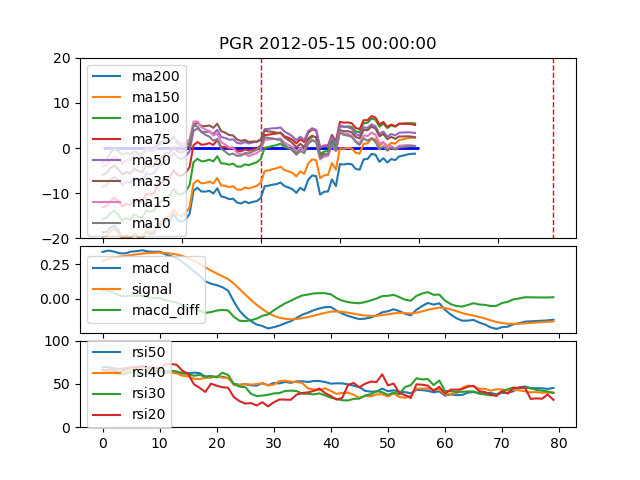 PGR 2012-05-15 00:00:00
20
10
0
−10
−20
ma200
ma150
ma100
ma75
ma50
ma35
ma15
ma10
0.25
0.00
macd
signal
macd_diff
100
50
0
rsi50
rsi40
rsi30
rsi20
0 10 20 30 40 50 60 70 80